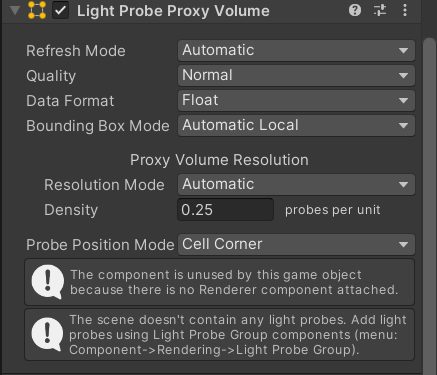 Light Probe Proxy Volume
Refresh Mode Automatic
Quality Normal
Data Format Float
Bounding Box Mode Automatic Local
Proxy Volume Resolution
Resolution Mode Automatic
Density 0.25 probes per unit
Probe Position Mode Cell Corner
The component is unused by this game object
because there is no Renderer component attached.
The scene doesn't contain any light probes. Add light
probes using Light Probe Group components (menu:
Component->Rendering->Light Probe Group).